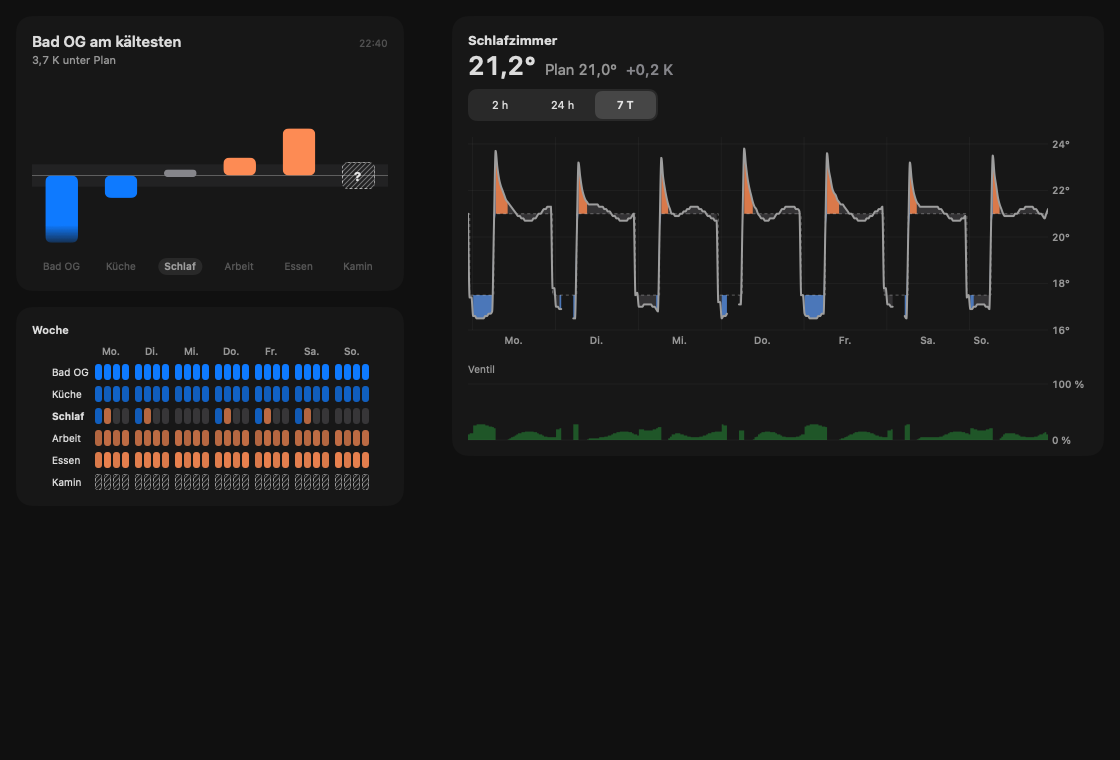 Bad OG am kältesten
22:40
3,7 K unter Plan
?
Bad OG Küche Schlaf Arbeit Essen Kamin
Woche
Mo. Di. Mi. Do. Fr. Sa. So.
Bad OG
Küche
Schlaf
Arbeit
Essen
Kamin
Schlafzimmer
21,2° Plan 21,0° +0,2 K
2 h 24 h 7 T
24°
22°
20°
18°
16°
Mo. Di. Mi. Do. Fr. Sa. So.
Ventil
100 %
0 %